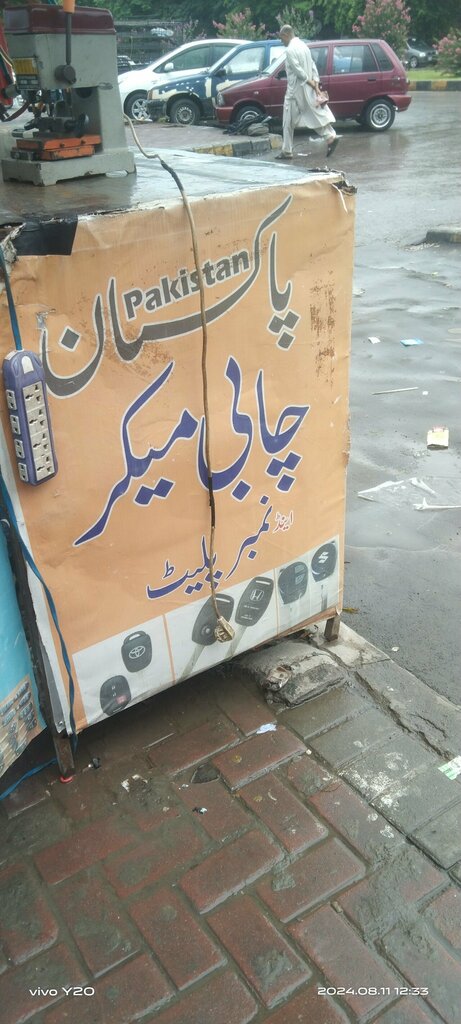 پاکستان
Pakistan
چابی میکر
اینڈ
نمبر پلیٹ
vivo Y20
2024.08.11 12:33